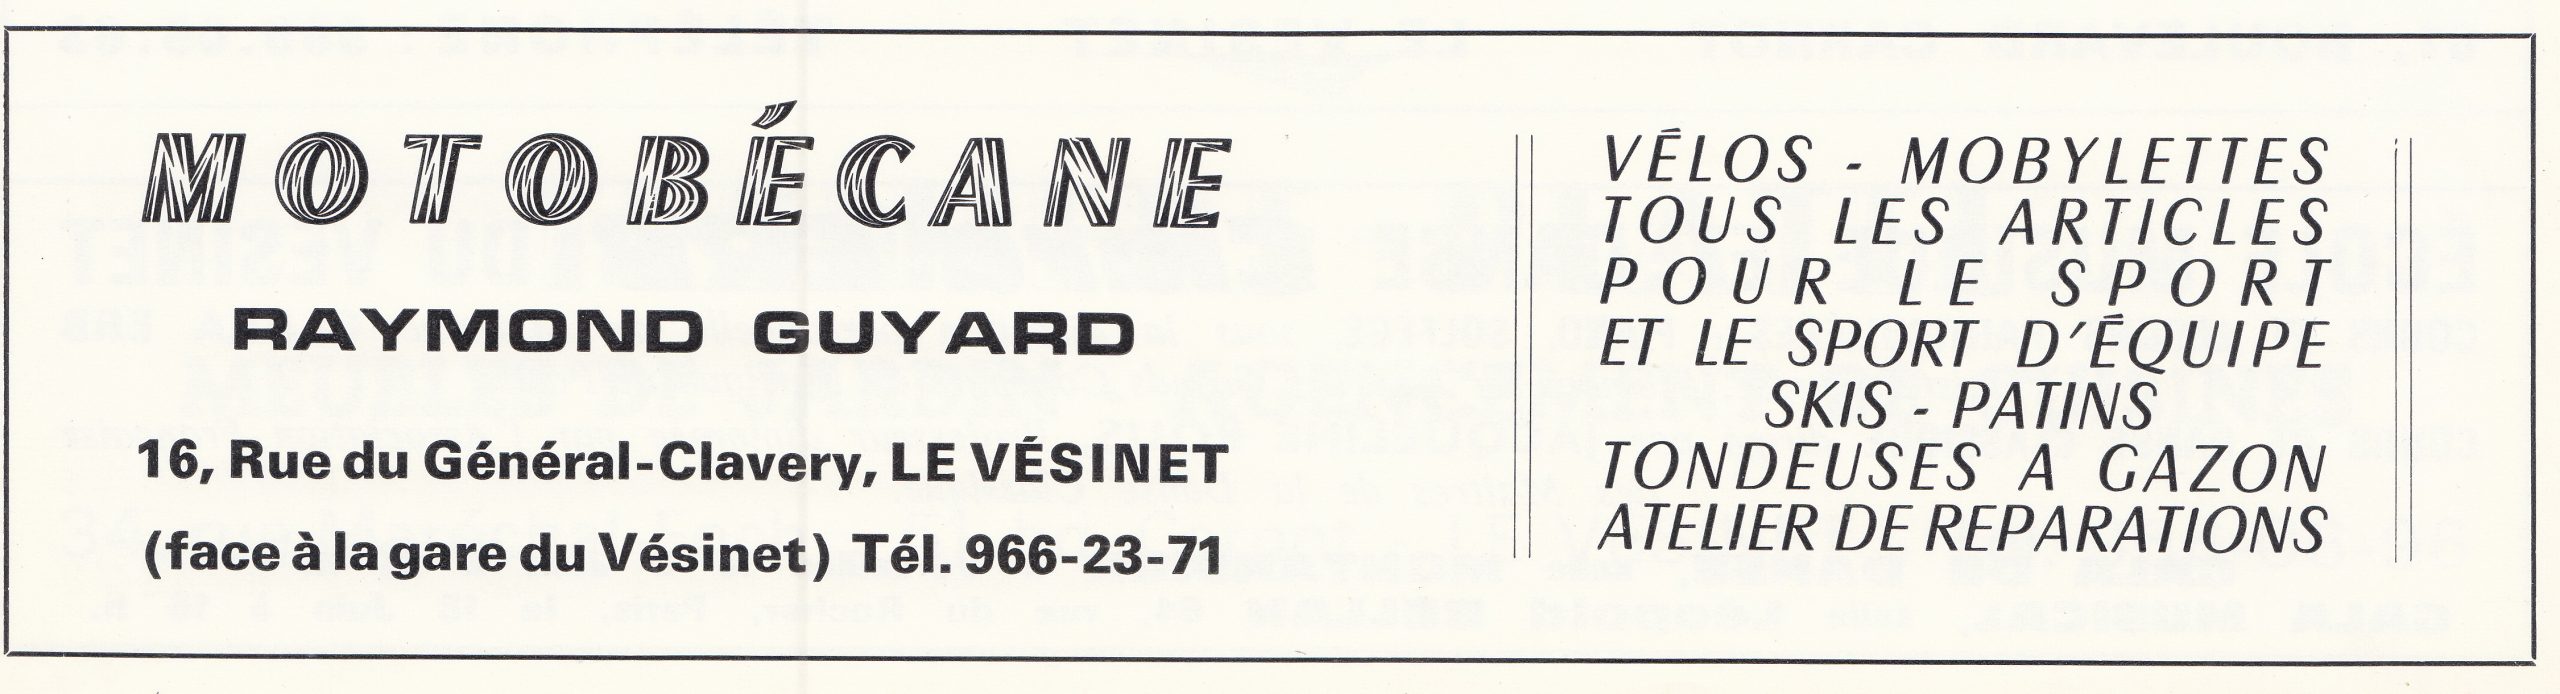 MOTOBÉCANE
RAYMOND GUYARD
16, Rue du Général-Clavery, LE VÉSINET
(face à la gare du Vésinet) Tél. 966-23-71
VÉLOS - MOBYLETTES
TOUS LES ARTICLES
POUR LE SPORT
ET LE SPORT D'ÉQUIPE
SKIS - PATINS
TONDEUSES A GAZON
ATELIER DE REPARATIONS